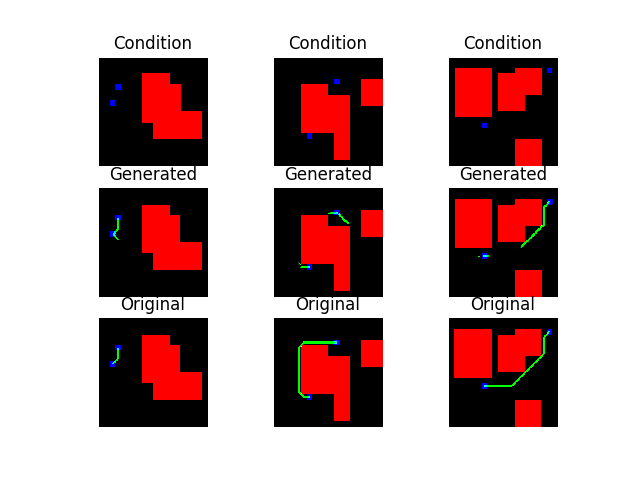 Condition Condition Condition
Generated Generated Generated
Original Original Original